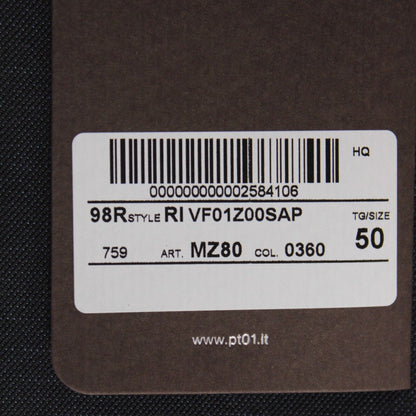 HQ
000000000002584106
98R STYLE RI VF01Z00SAP TG/SIZE
759 ART. MZ80 COL. 0360 50
www.pt01.it